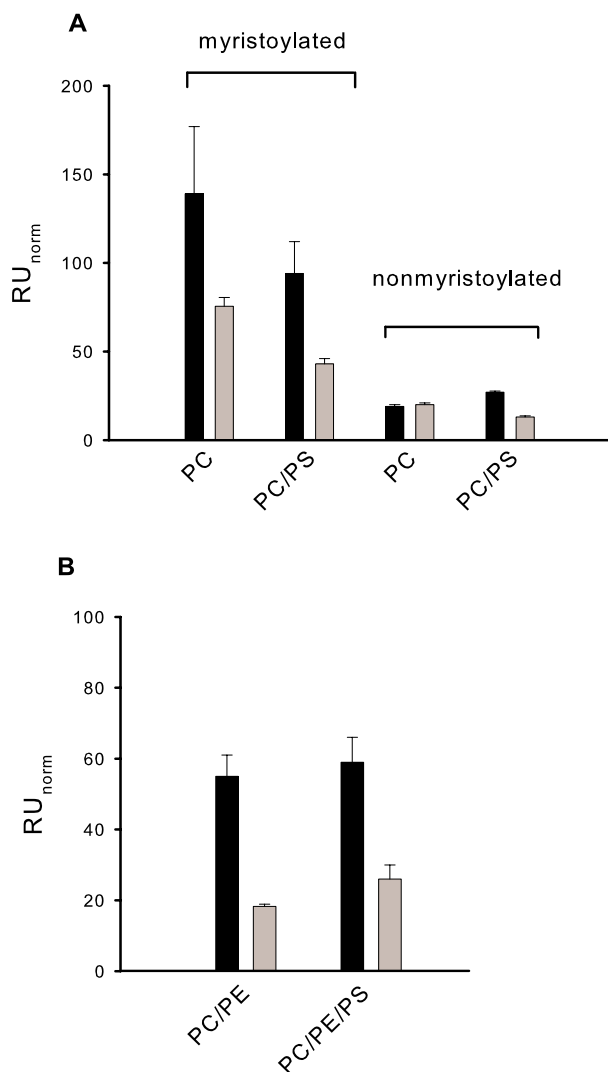 A
myristoylated
200
150
100
50
0
RUnorm
nonmyristoylated
PC
PC/PS
PC
PC/PS
B
100
80
60
40
20
0
RUnorm
PC/PE
PC/PE/PS